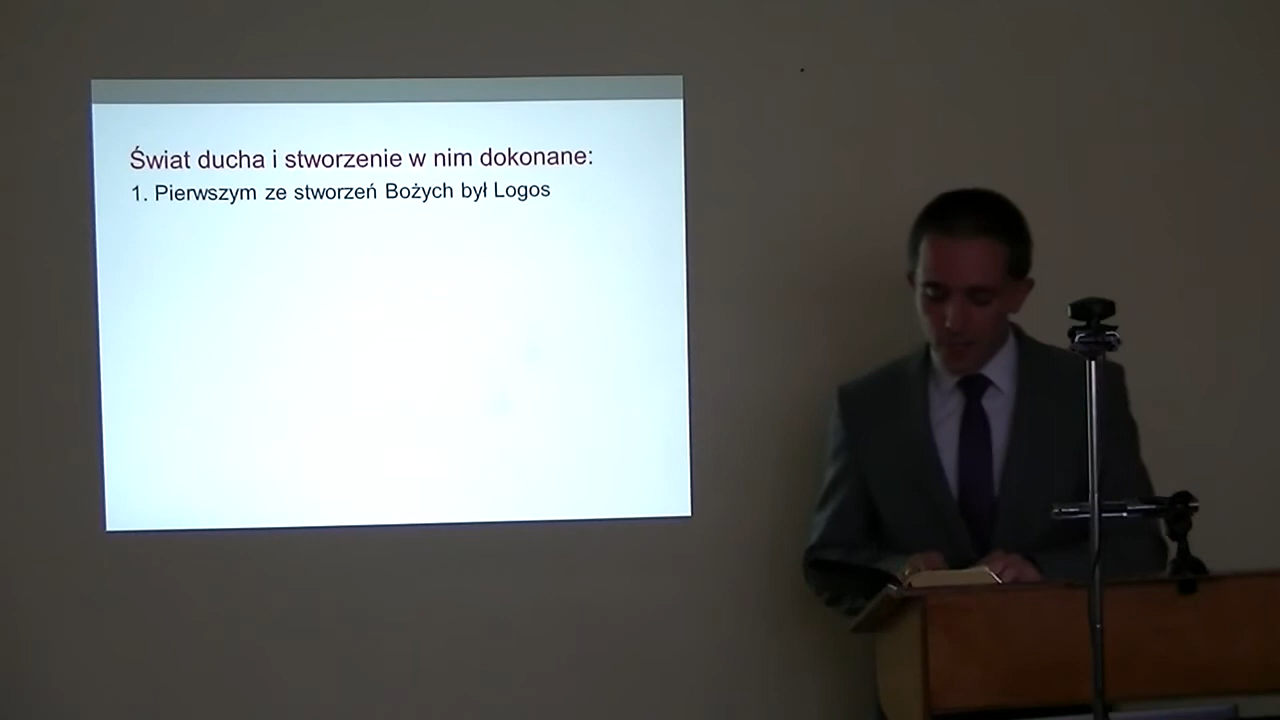 Świat ducha i stworzenie w nim dokonane:
1. Pierwszym ze stworzeń Bożych był Logos